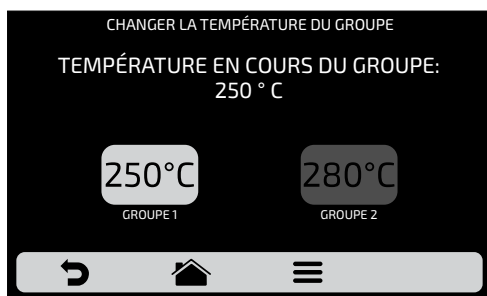 CHANGER LA TEMPÉRATURE DU GROUPE
TEMPÉRATURE EN COURS DU GROUPE:
250 ° C
250°C 280°C
GROUPE 1 GROUPE 2